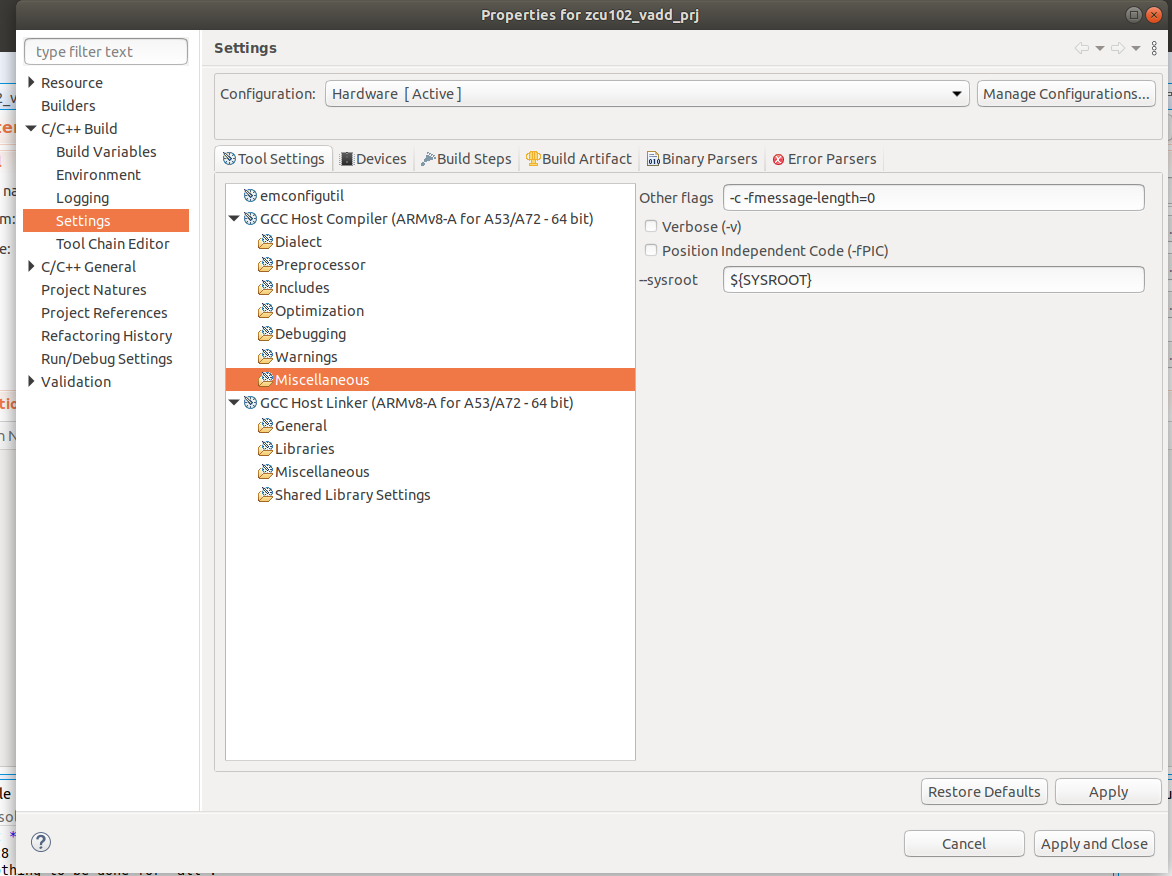 Properties for zcu102_vadd_prj
type filter text
Settings
Resource
Builders
C/C++ Build
Build Variables
Environment
Logging
Settings
Tool Chain Editor
C/C++ General
Project Natures
Project References
Refactoring History
Run/Debug Settings
Validation
Configuration:
Hardware [ Active ]
Manage Configurations...
Tool Settings
Devices
Build Steps
Build Artifact
Binary Parsers
Error Parsers
emconfigutil
GCC Host Compiler (ARMv8-A for A53/A72 - 64 bit)
Dialect
Preprocessor
Includes
Optimization
Debugging
Warnings
Miscellaneous
GCC Host Linker (ARMv8-A for A53/A72 - 64 bit)
General
Libraries
Miscellaneous
Shared Library Settings
Other flags
-c -fmessage-length=0
Verbose (-v)
Position Independent Code (-fPIC)
--sysroot
${SYSROOT}
Restore Defaults
Apply
Cancel
Apply and Close